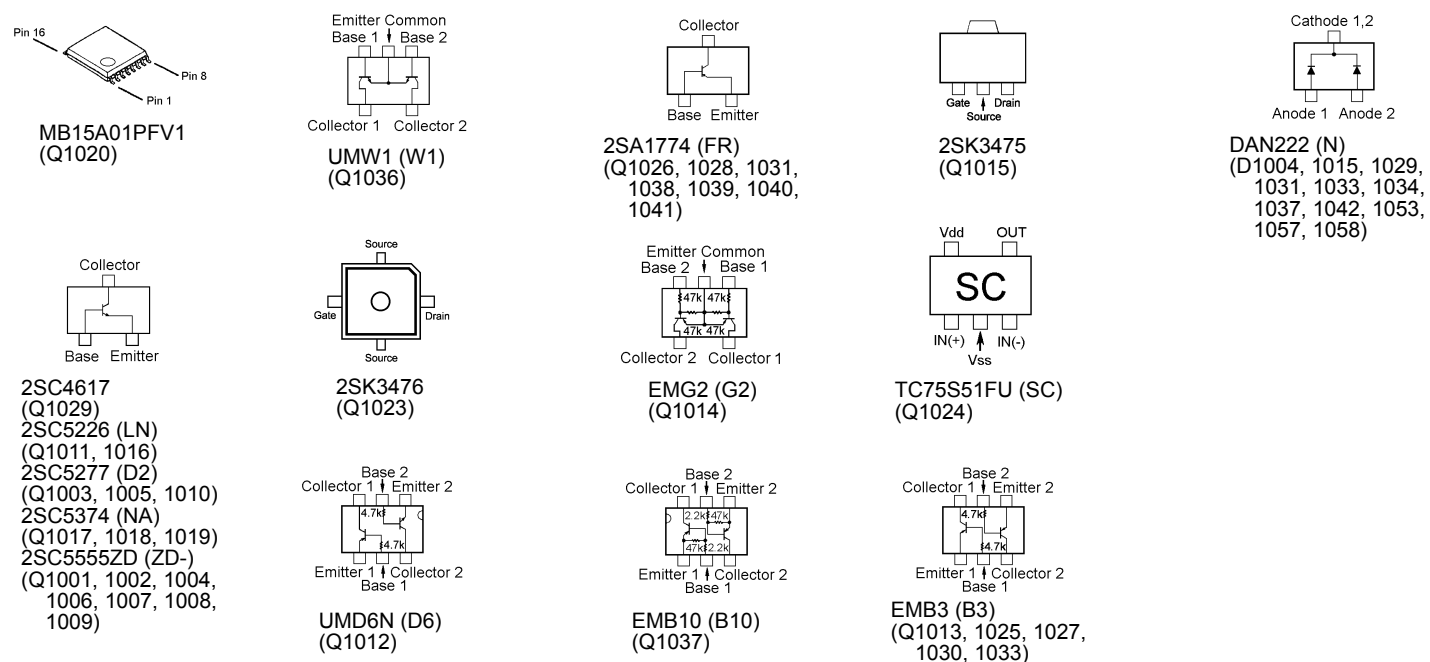 Pin 16
Pin 8
Pin 1
MB15A01PFV1
(Q1020)
Emitter Common
Base 1 Base 2
Collector 1 Collector 2
UMW1 (W1)
(Q1036)
Collector
Base Emitter
2SA1774 (FR)
(Q1026, 1028, 1031,
1038, 1039, 1040,
1041)
Gate Drain
Source
2SK3475
(Q1015)
Cathode 1,2
Anode 1 Anode 2
DAN222 (N)
(D1004, 1015, 1029,
1031, 1033, 1034,
1037, 1042, 1053,
1057, 1058)
Collector
Base Emitter
2SC4617
(Q1029)
2SC5226 (LN)
(Q1011, 1016)
2SC5277 (D2)
(Q1003, 1005, 1010)
2SC5374 (NA)
(Q1017, 1018, 1019)
2SC5555ZD (ZD-)
(Q1001, 1002, 1004,
1006, 1007, 1008,
1009)
Source
Gate Drain
Source
2SK3476
(Q1023)
Emitter Common
Base 2 Base 1
47k 47k
47k 47k
Collector 2 Collector 1
EMG2 (G2)
(Q1014)
Vdd OUT
SC
IN(+) IN(-)
Vss
TC75S51FU (SC)
(Q1024)
Base 2
Collector 1 Emitter 2
4.7k
4.7k
Emitter 1 Collector 2
Base 1
UMD6N (D6)
(Q1012)
Base 2
Collector 1 Emitter 2
2.2k 47k
47k 2.2k
Emitter 1 Collector 2
Base 1
EMB10 (B10)
(Q1037)
Base 2
Collector 1 Emitter 2
4.7k
4.7k
Emitter 1 Collector 2
Base 1
EMB3 (B3)
(Q1013, 1025, 1027,
1030, 1033)